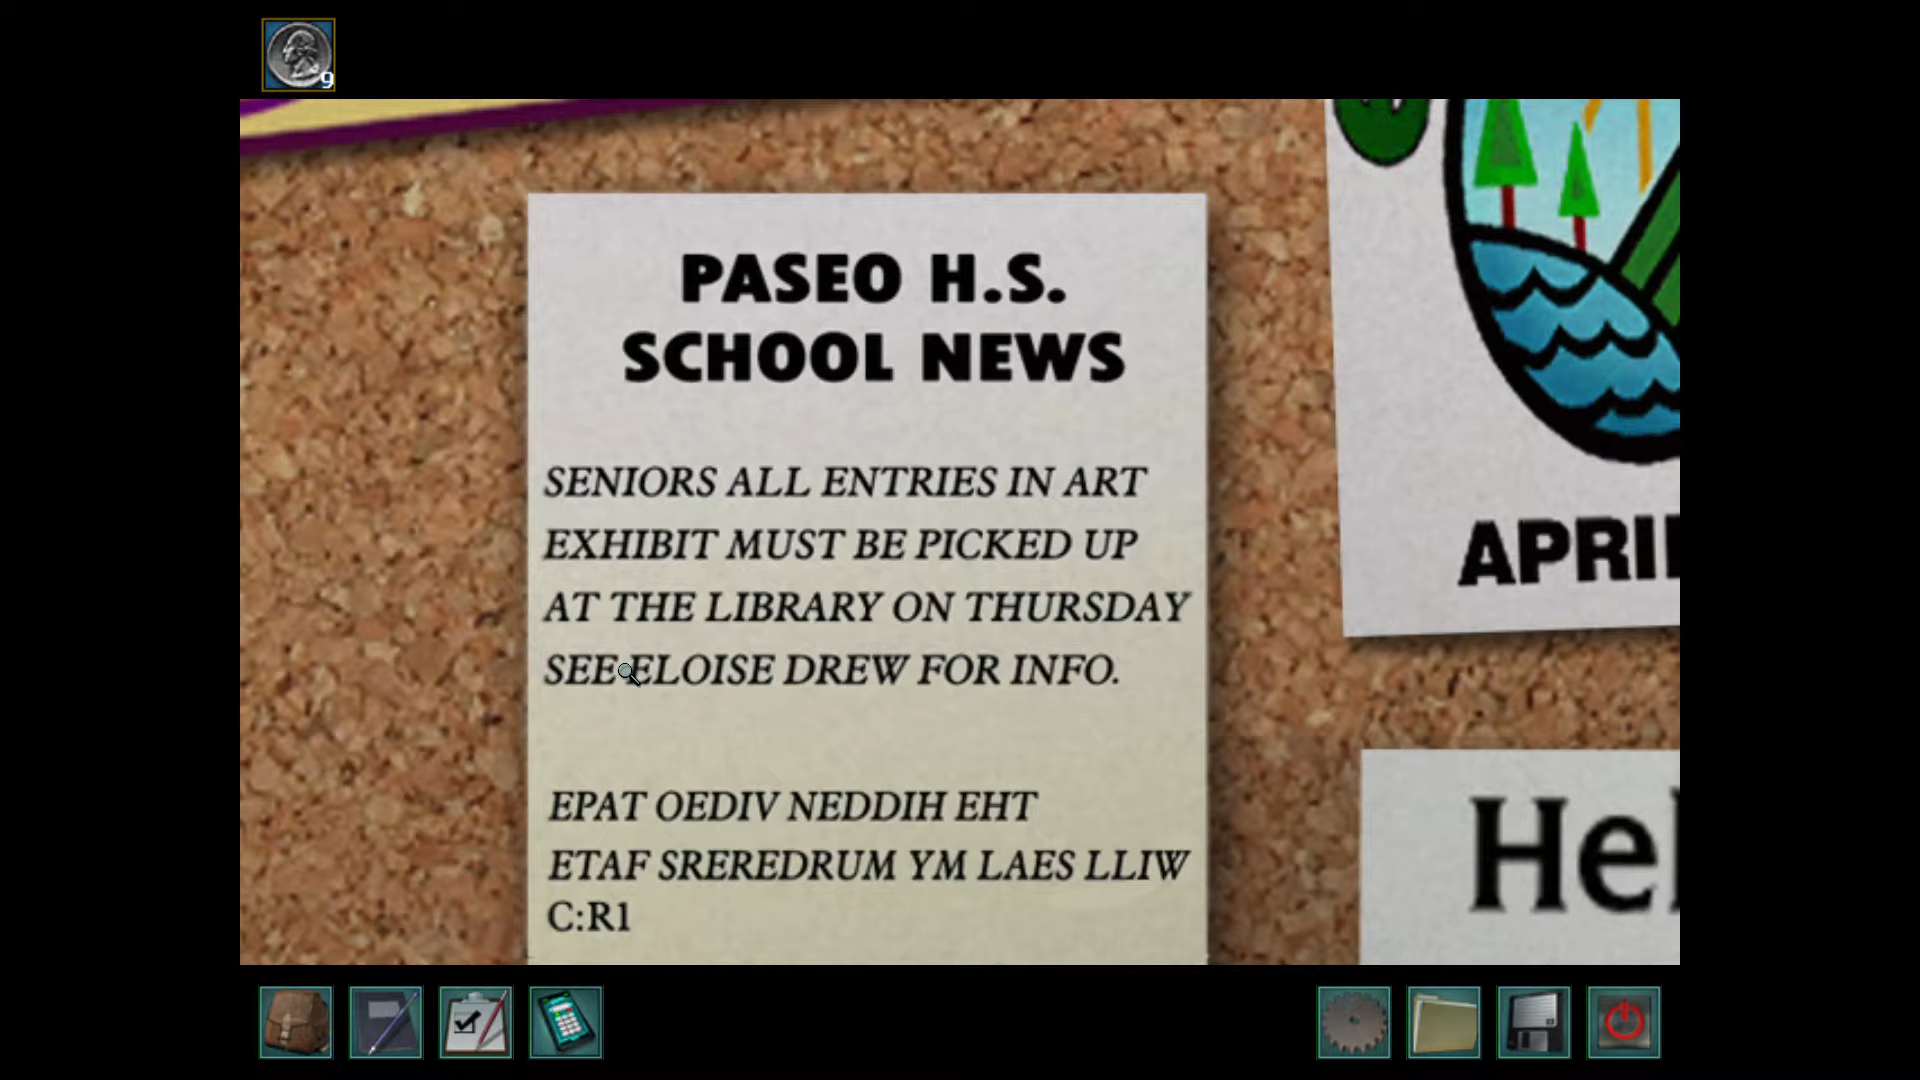 9
PASEO H.S.
SCHOOL NEWS
SENIORS ALL ENTRIES IN ART
EXHIBIT MUST BE PICKED UP
AT THE LIBRARY ON THURSDAY
SEE ELOISE DREW FOR INFO.
EPAT OEDIV NEDDIH EHT
ETAF SREREDRUM YM LAES LLIW
C:R1
APRI
He